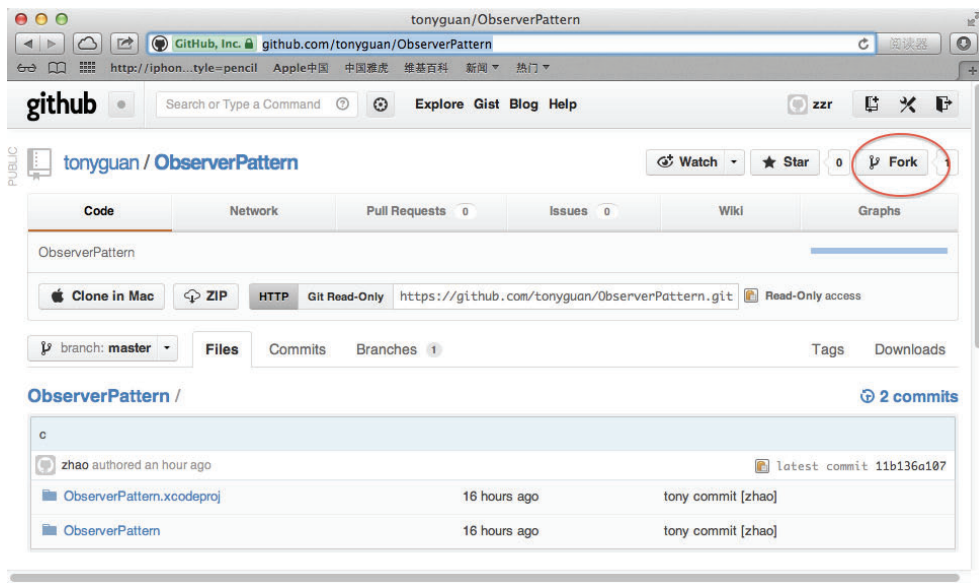 tonyguan/ObserverPattern
GitHub, Inc. github.com/tonyguan/ObserverPattern 阅读器
http://iphon...tyle=pencil Apple中国 中国雅虎 维基百科 新闻 热门
github Search or Type a Command Explore Gist Blog Help zzr
PUBLIC
tonyguan / ObserverPattern Watch Star 0 Fork 1
Code Network Pull Requests 0 Issues 0 Wiki Graphs
ObserverPattern
Clone in Mac ZIP HTTP Git Read-Only https://github.com/tonyguan/ObserverPattern.git Read-Only access
branch: master Files Commits Branches 1 Tags Downloads
ObserverPattern / 2 commits
c
zhao authored an hour ago latest commit 11b136a107
ObserverPattern.xcodeproj 16 hours ago tony commit [zhao]
ObserverPattern 16 hours ago tony commit [zhao]